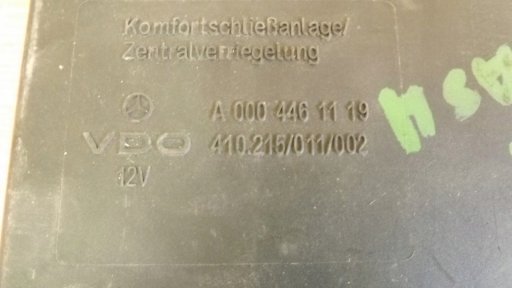 Komfortschließanlage/
Zentralverriegelung
A 000 446 11 19
VDO 410.215/011/002
12V